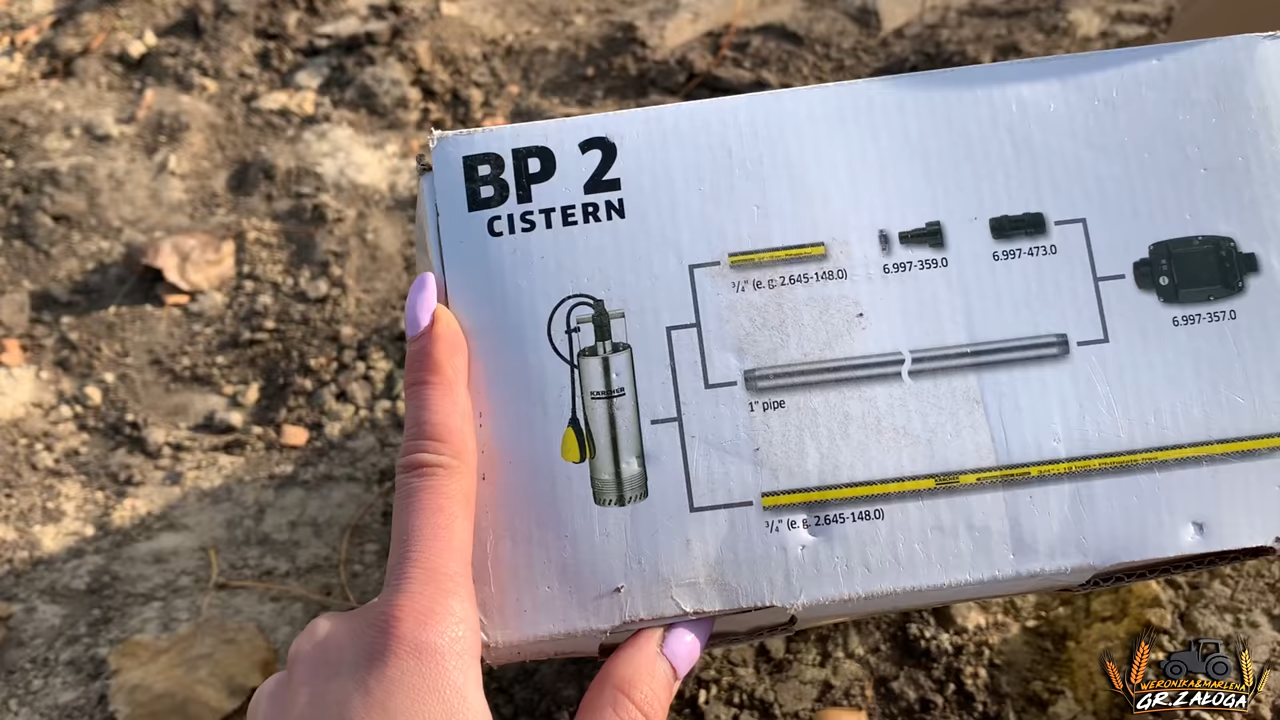 BP 2
CISTERN
3/4" (e. g. 2.645-148.0)
6.997-359.0
6.997-473.0
6.997-357.0
KÄRCHER
1" pipe
KÄRCHER
3/4" (e. g. 2.645-148.0)
WERONIKA&MARLENA
GR.ZAŁOGA